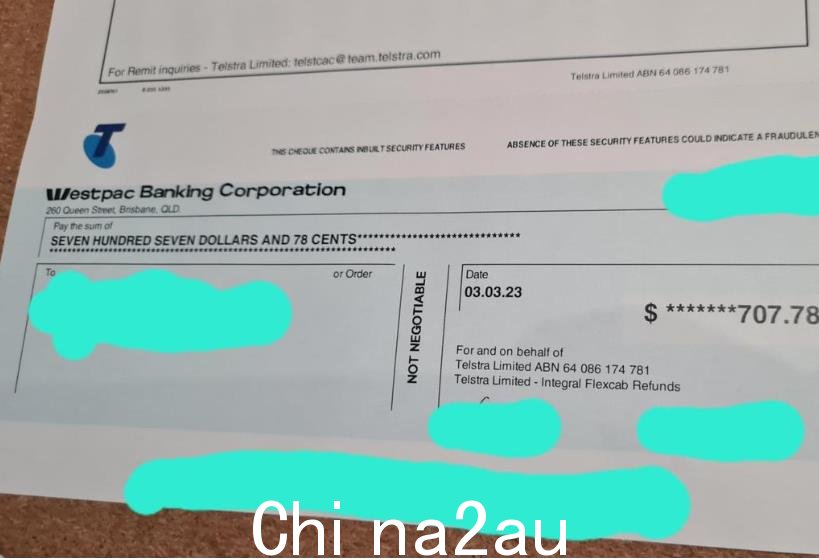 For Remit inquiries - Telstra Limited: telstcac@team.telstra.com
Telstra Limited ABN 64 086 174 781
T
THIS CHEQUE CONTAINS INBUILT SECURITY FEATURES
ABSENCE OF THESE SECURITY FEATURES COULD INDICATE A FRAUDULEN
Westpac Banking Corporation
260 Queen Street, Brisbane, QLD
Pay the sum of
SEVEN HUNDRED SEVEN DOLLARS AND 78 CENTS******************************
****************************************************************
To
or Order
NOT NEGOTIABLE
Date
03.03.23
$ *******707.78
For and on behalf of
Telstra Limited ABN 64 086 174 781
Telstra Limited - Integral Flexcab Refunds
Chi na2au